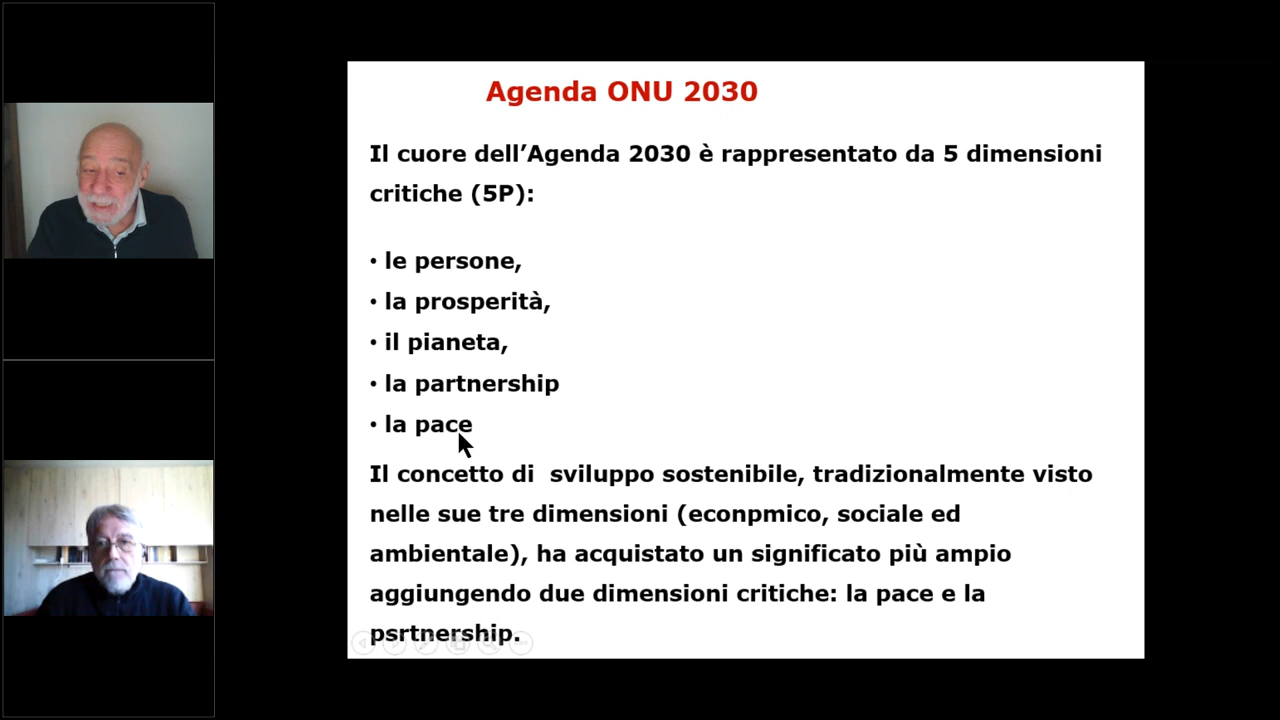 Agenda ONU 2030
Il cuore dell’Agenda 2030 è rappresentato da 5 dimensioni
critiche (5P):
• le persone,
• la prosperità,
• il pianeta,
• la partnership
• la pace
Il concetto di  sviluppo sostenibile, tradizionalmente visto
nelle sue tre dimensioni (econpmico, sociale ed
ambientale), ha acquistato un significato più ampio
aggiungendo due dimensioni critiche: la pace e la
psrtnership.